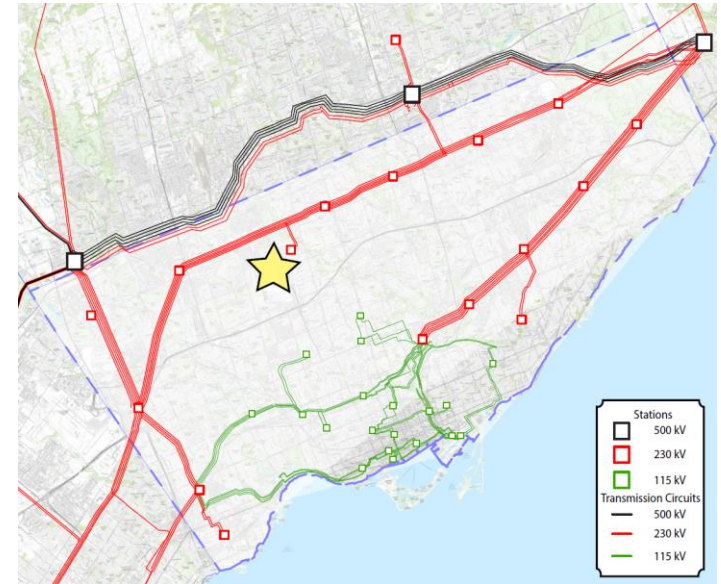 Stations
500 kV
230 kV
115 kV
Transmission Circuits
500 kV
230 kV
115 kV